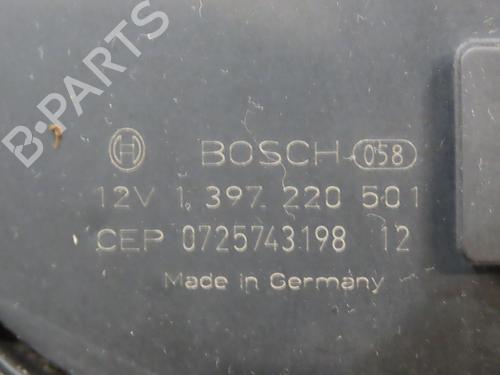 B-PARTS
H BOSCH 058
12V 1 397 220 501
CEP 0725743198 12
Made in Germany